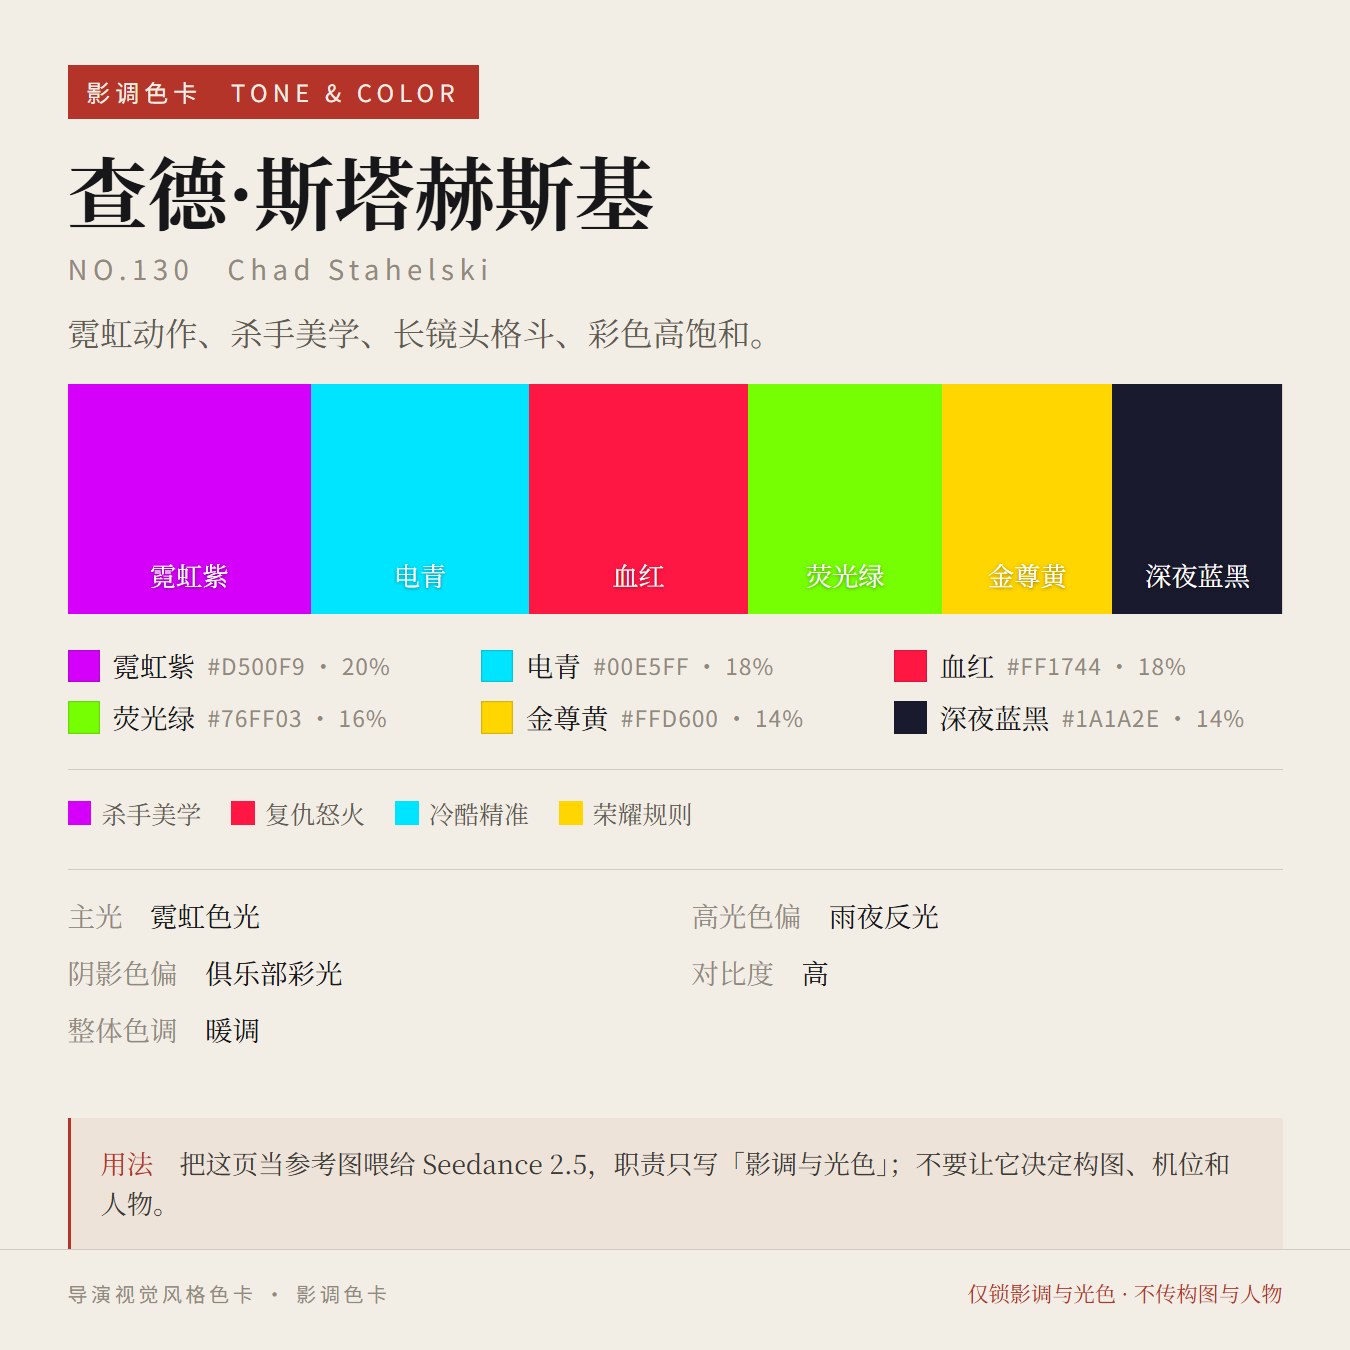 影调色卡 TONE & COLOR
查德·斯塔赫斯基
NO.130 Chad Stahelski
霓虹动作、杀手美学、长镜头格斗、彩色高饱和。
霓虹紫 电青 血红 荧光绿 金尊黄 深夜蓝黑
霓虹紫 #D500F9 · 20% 电青 #00E5FF · 18% 血红 #FF1744 · 18%
荧光绿 #76FF03 · 16% 金尊黄 #FFD600 · 14% 深夜蓝黑 #1A1A2E · 14%
杀手美学 复仇怒火 冷酷精准 荣耀规则
主光 霓虹色光 高光色偏 雨夜反光
阴影色偏 俱乐部彩光 对比度 高
整体色调 暖调
用法 把这页当参考图喂给 Seedance 2.5，职责只写「影调与光色」；不要让它决定构图、机位和
人物。
导演视觉风格色卡 · 影调色卡 仅锁影调与光色 · 不传构图与人物